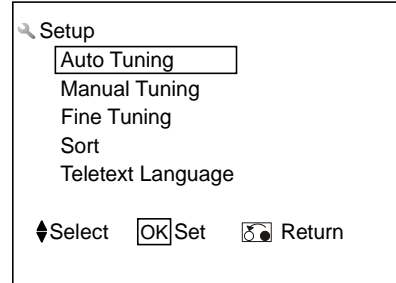 Setup
Auto Tuning
Manual Tuning
Fine Tuning
Sort
Teletext Language
Select OK Set Return